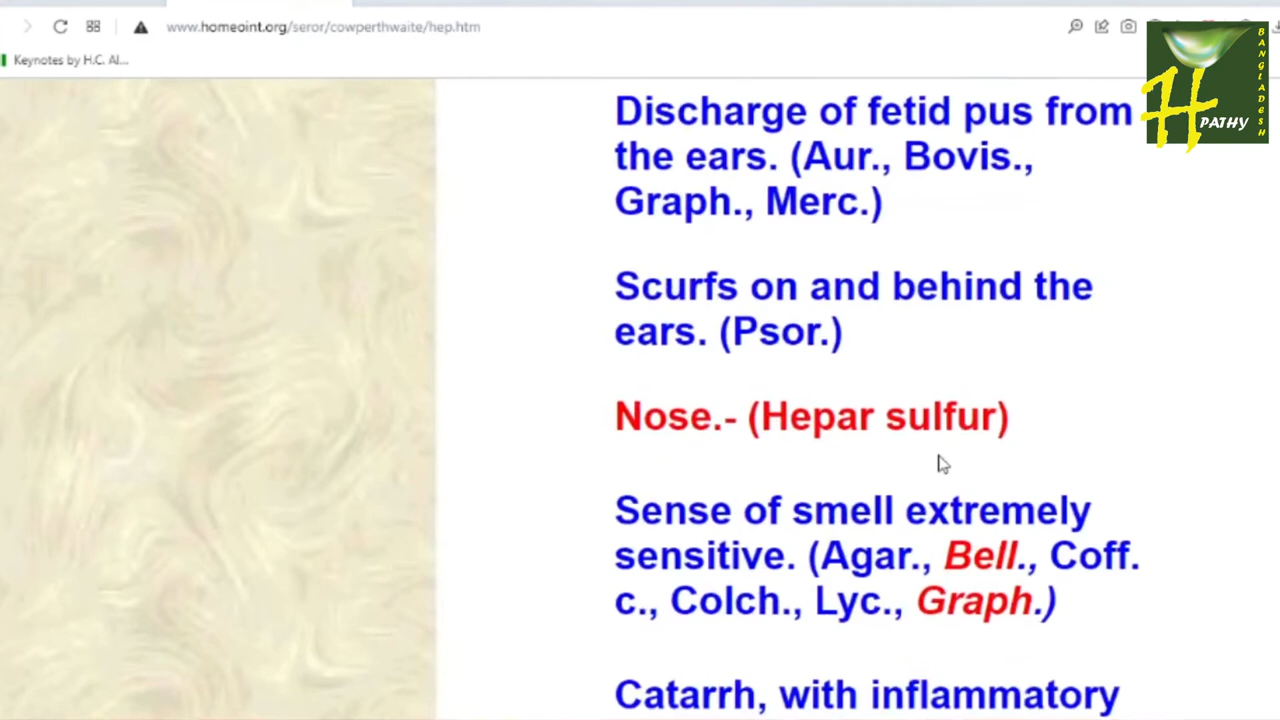 www.homeoint.org/seror/cowperthwaite/hep.htm
Keynotes by H.C. Al...
H
PATHY
BANGLADESH
Discharge of fetid pus from
the ears. (Aur., Bovis.,
Graph., Merc.)
Scurfs on and behind the
ears. (Psor.)
Nose.- (Hepar sulfur)
Sense of smell extremely
sensitive. (Agar., Bell., Coff.
c., Colch., Lyc., Graph.)
Catarrh, with inflammatory